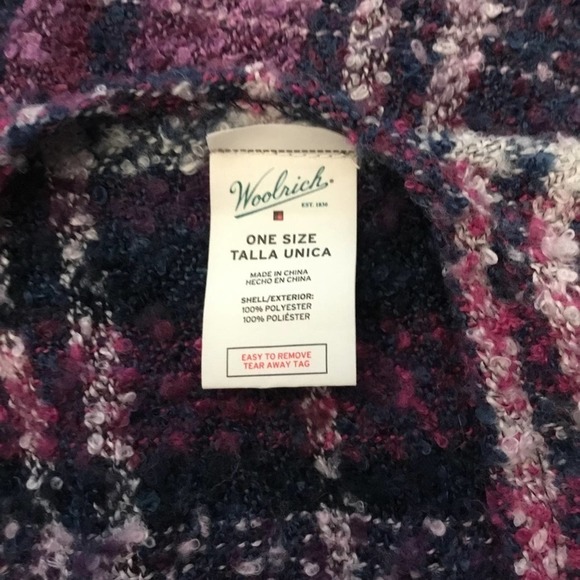 Woolrich®
EST. 1830
ONE SIZE
TALLA UNICA
MADE IN CHINA
HECHO EN CHINA
SHELL/EXTERIOR:
100% POLYESTER
100% POLIÉSTER
EASY TO REMOVE
TEAR AWAY TAG